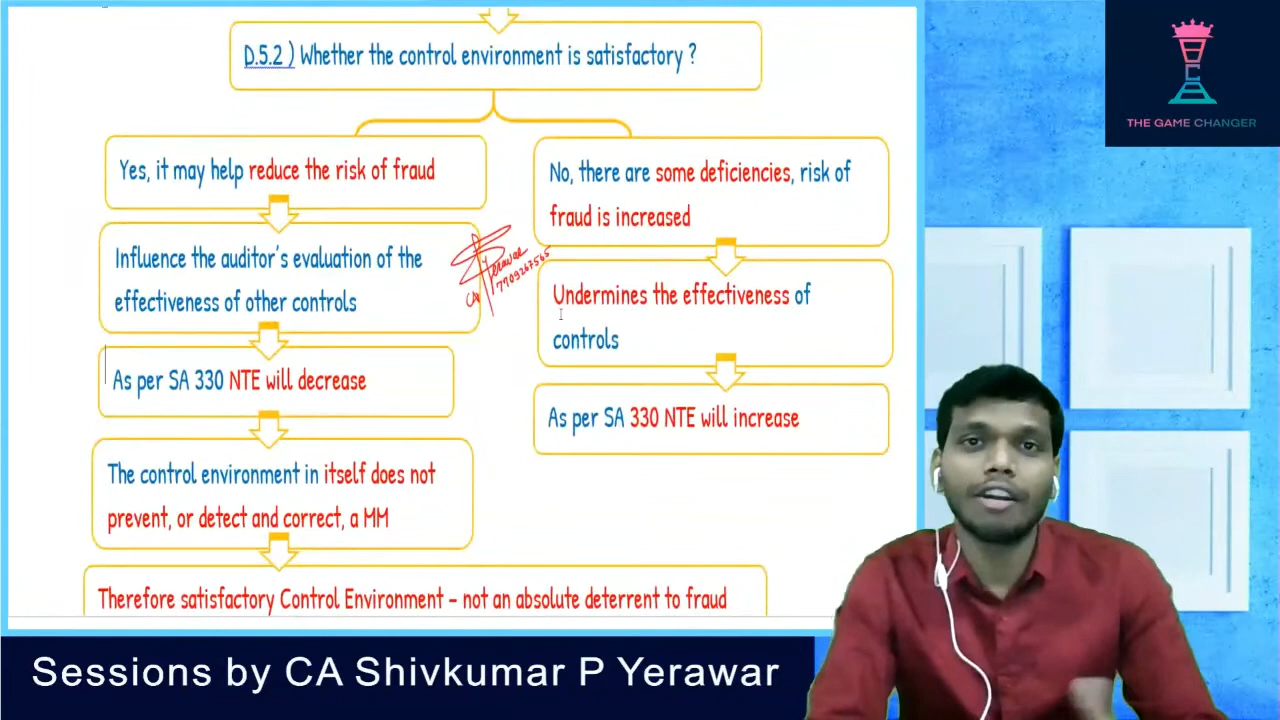 D.5.2 ) Whether the control environment is satisfactory ?
Yes, it may help reduce the risk of fraud
Influence the auditor's evaluation of the
effectiveness of other controls
As per SA 330 NTE will decrease
The control environment in itself does not
prevent, or detect and correct, a MM
Therefore satisfactory Control Environment – not an absolute deterrent to fraud
No, there are some deficiencies, risk of
fraud is increased
Undermines the effectiveness of
controls
As per SA 330 NTE will increase
Yerawar
7709267565
THE GAME CHANGER
Sessions by CA Shivkumar P Yerawar